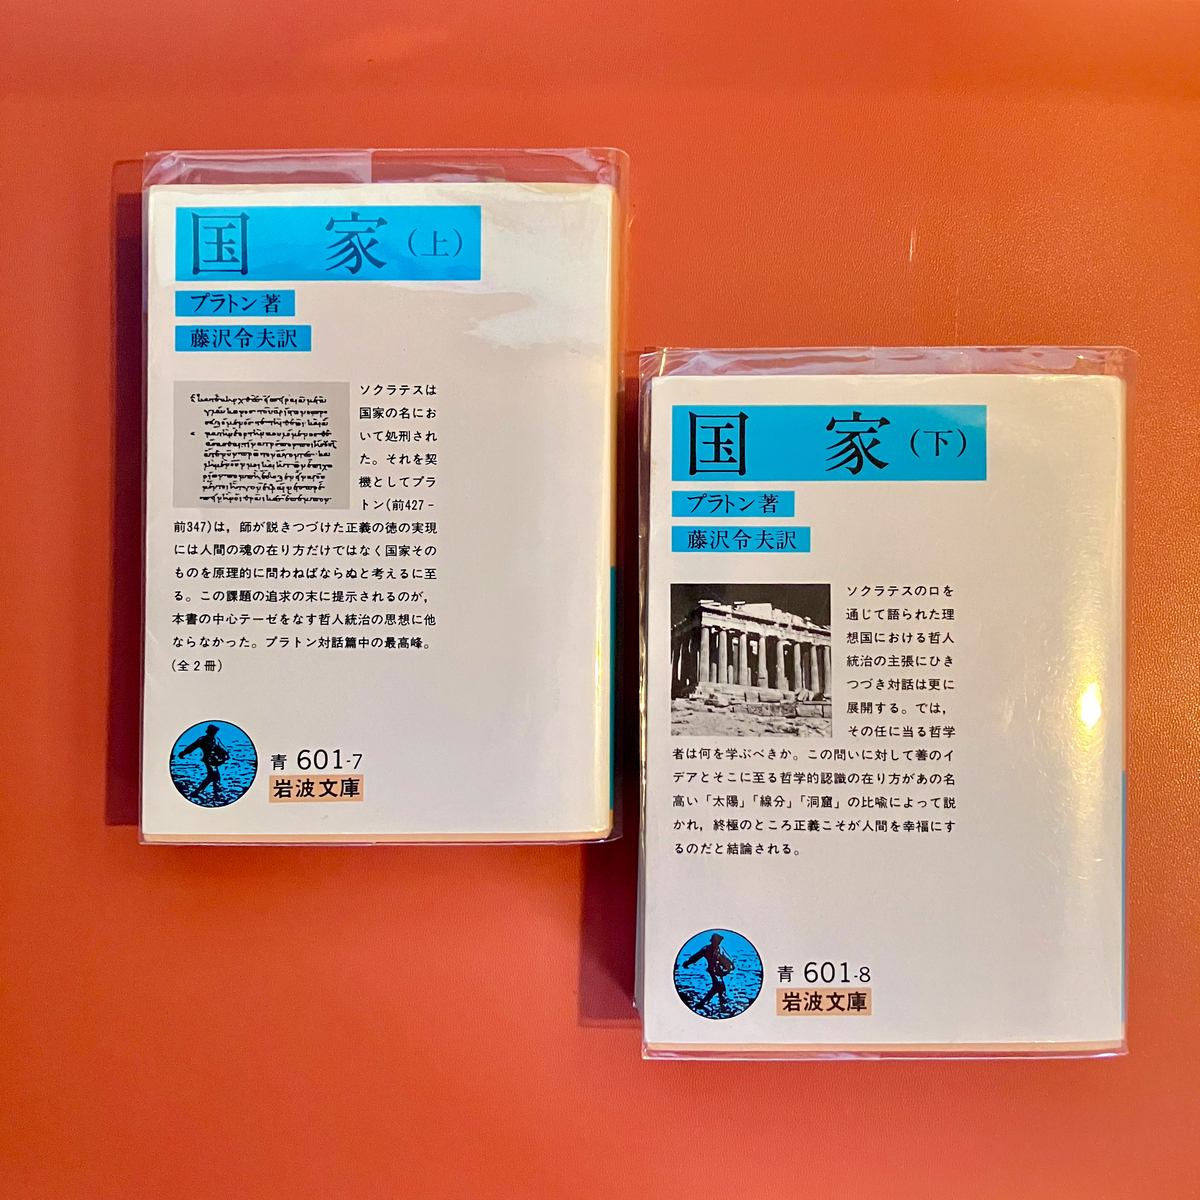 国 家(上)
プラトン著
藤沢令夫訳
ソクラテスは
国家の名にお
いて処刑され
た。それを契
機としてプラ
トン(前427-
前347)は，師が説きつづけた正義の徳の実現
には人間の魂の在り方だけではなく国家その
ものを原理的に問わねばならぬと考えるに至
る。この課題の追求の末に提示されるのが，
本書の中心テーゼをなす哲人統治の思想に他
ならなかった。プラトン対話篇中の最高峰。
(全２冊)
青 601-7
岩波文庫
国 家(下)
プラトン著
藤沢令夫訳
ソクラテスの口を
通じて語られた理
想国における哲人
統治の主張にひき
つづき対話は更に
展開する。では，
その任に当る哲学
者は何を学ぶべきか。この問いに対して善のイ
デアとそこに至る哲学的認識の在り方があの名
高い「太陽」「線分」「洞窟」の比喩によって説
かれ，終極のところ正義こそが人間を幸福にす
るのだと結論される。
青 601-8
岩波文庫